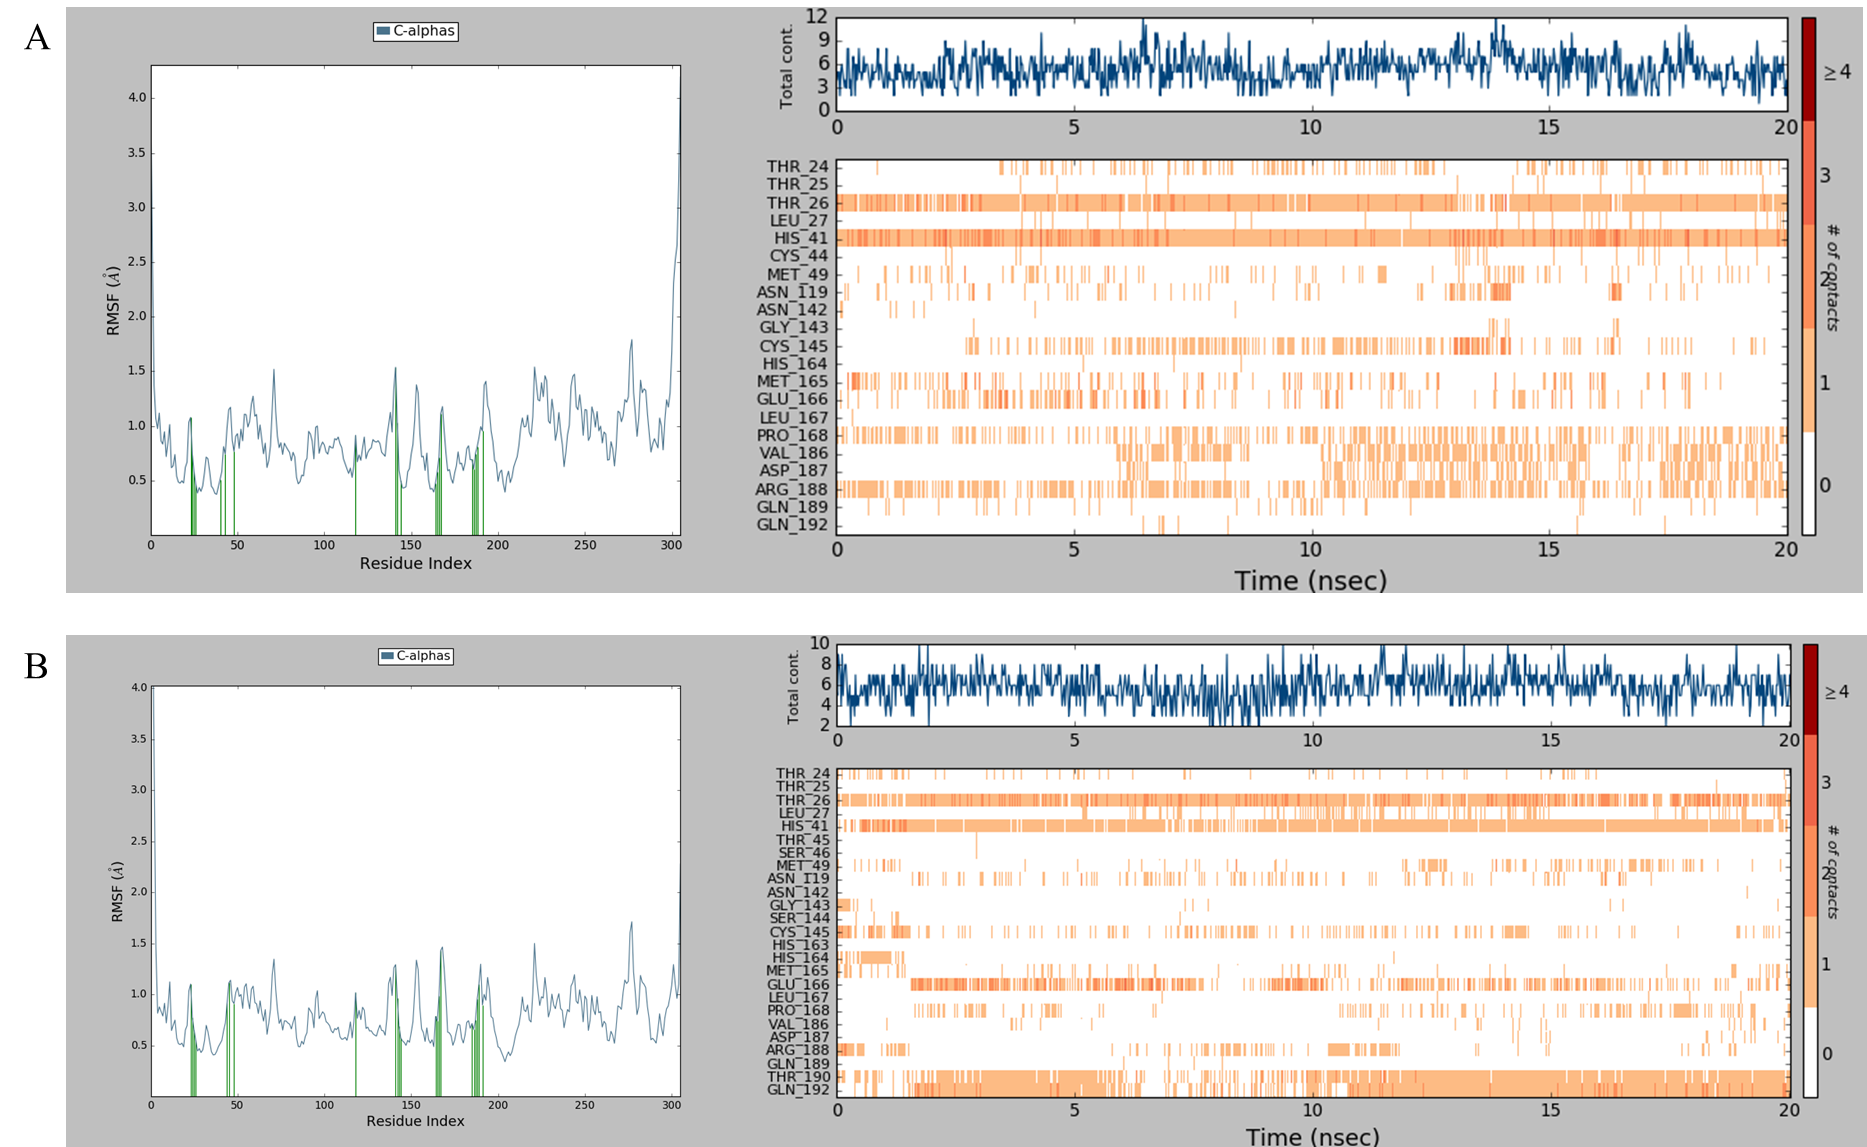 A
C-alphas
RMSF (Å)
4.0
3.5
3.0
2.5
2.0
1.5
1.0
0.5
0 50 100 150 200 250 300
Residue Index
Total cont.
12
9
6
3
0
0 5 10 15 20
THR_24
THR_25
THR_26
LEU_27
HIS_41
CYS_44
MET_49
ASN_119
ASN_142
GLY_143
CYS_145
HIS_164
MET_165
GLU_166
LEU_167
PRO_168
VAL_186
ASP_187
ARG_188
GLN_189
GLN_192
0 5 10 15 20
Time (nsec)
≥4
3
2
1
0
# of contacts
B
C-alphas
RMSF (Å)
4.0
3.5
3.0
2.5
2.0
1.5
1.0
0.5
0 50 100 150 200 250 300
Residue Index
Total cont.
10
8
6
4
2
0 5 10 15 20
THR_24
THR_25
THR_26
LEU_27
HIS_41
THR_45
SER_46
MET_49
ASN_119
ASN_142
GLY_143
SER_144
CYS_145
HIS_163
HIS_164
MET_165
GLU_166
LEU_167
PRO_168
VAL_186
ASP_187
ARG_188
GLN_189
THR_190
GLN_192
0 5 10 15 20
Time (nsec)
≥4
3
2
1
0
# of contacts